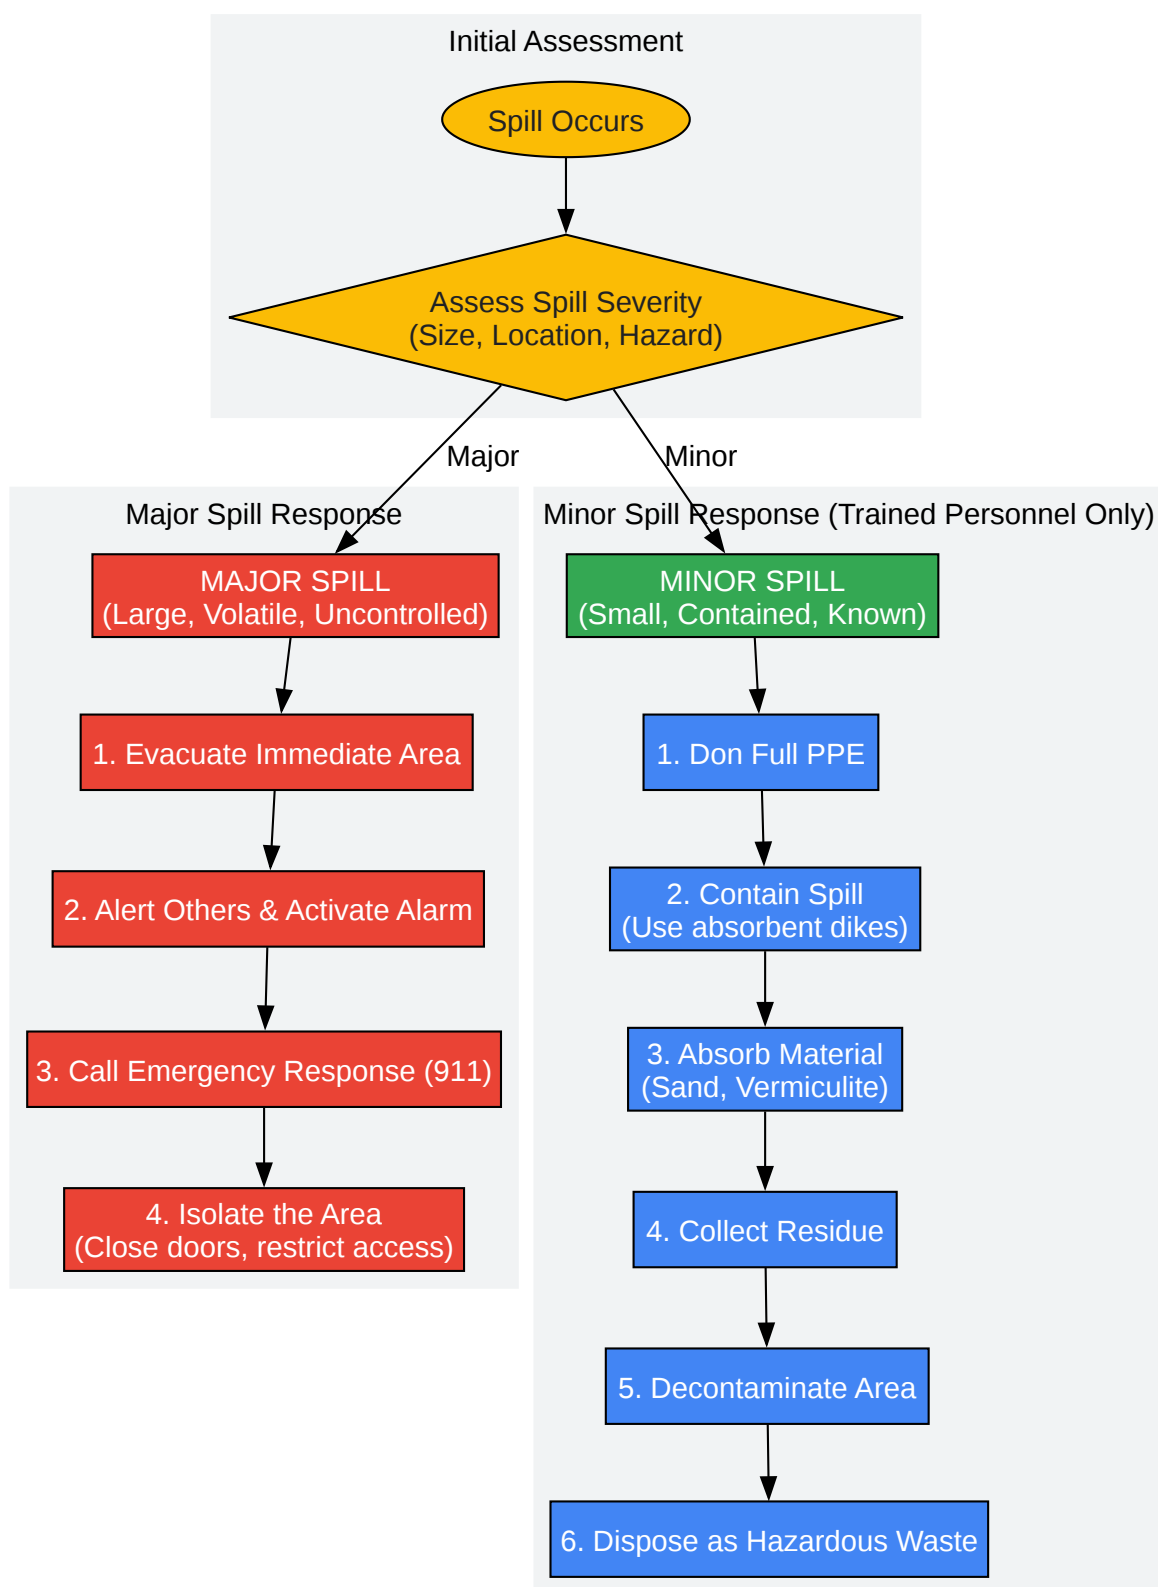 Initial Assessment
Spill Occurs
Assess Spill Severity
(Size, Location, Hazard)
Major
Minor
Major Spill Response
MAJOR SPILL
(Large, Volatile, Uncontrolled)
1. Evacuate Immediate Area
2. Alert Others & Activate Alarm
3. Call Emergency Response (911)
4. Isolate the Area
(Close doors, restrict access)
Minor Spill Response (Trained Personnel Only)
MINOR SPILL
(Small, Contained, Known)
1. Don Full PPE
2. Contain Spill
(Use absorbent dikes)
3. Absorb Material
(Sand, Vermiculite)
4. Collect Residue
5. Decontaminate Area
6. Dispose as Hazardous Waste